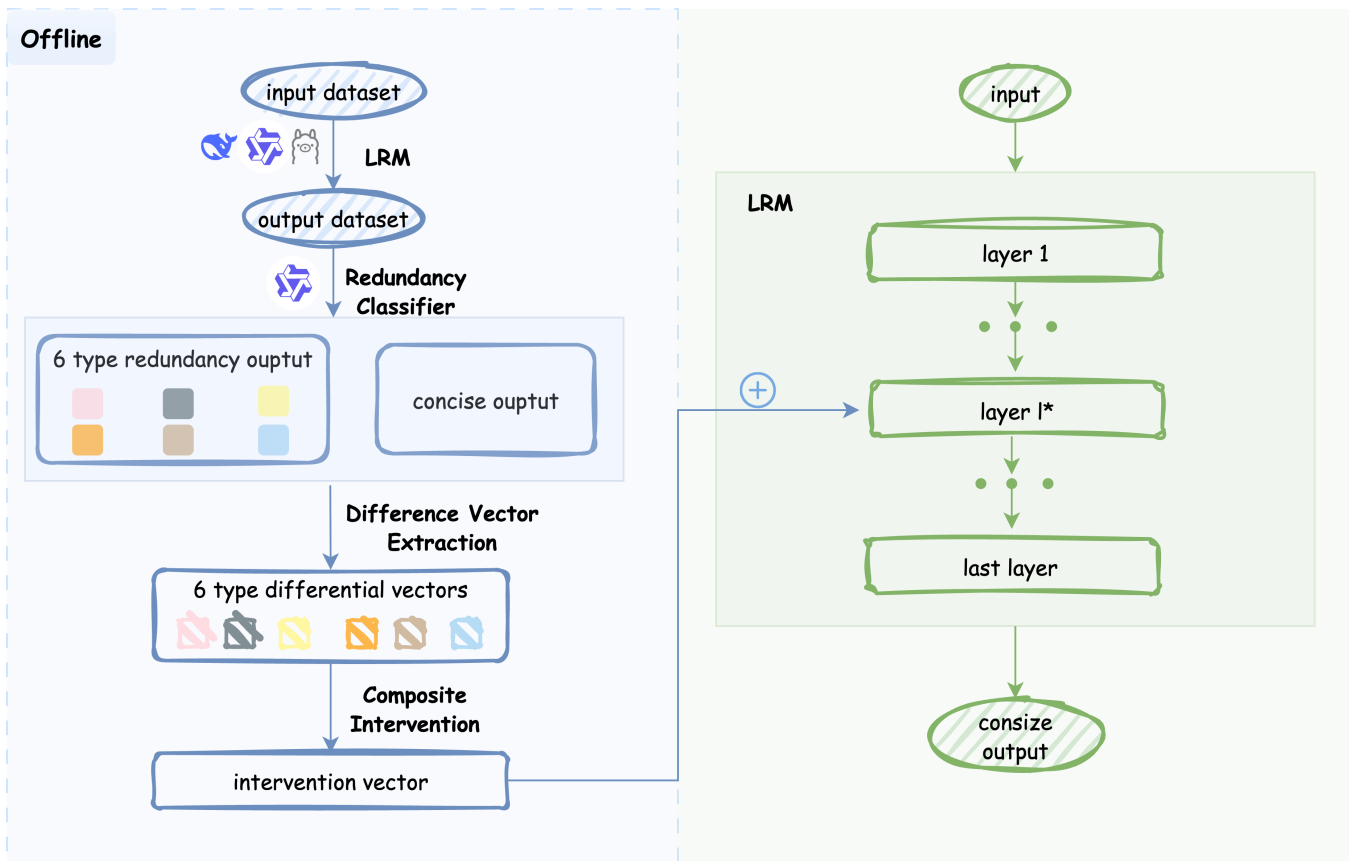 Offline
input dataset
LRM
output dataset
Redundancy
Classifier
6 type redundancy ouptut
concise ouptut
Difference Vector
Extraction
6 type differential vectors
Composite
Intervention
intervention vector
input
LRM
layer 1
layer l*
last layer
consize
output